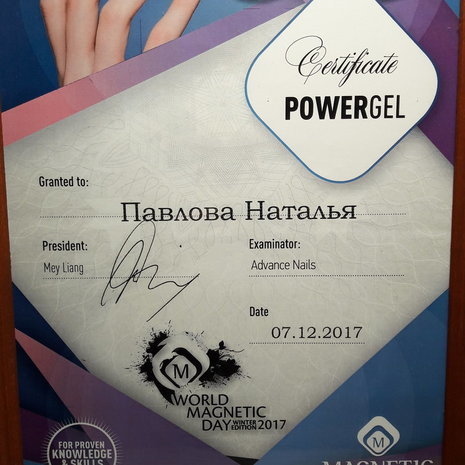 Certificate
POWERGEL
Granted to:
Павлова Наталья
President:
Mey Liang
Examinator:
Advance Nails
Date
07.12.2017
M
WORLD
MAGNETIC
DAY WINTER EDITION 2017
FOR PROVEN
KNOWLEDGE
& SKILLS
M
MAGNETIC